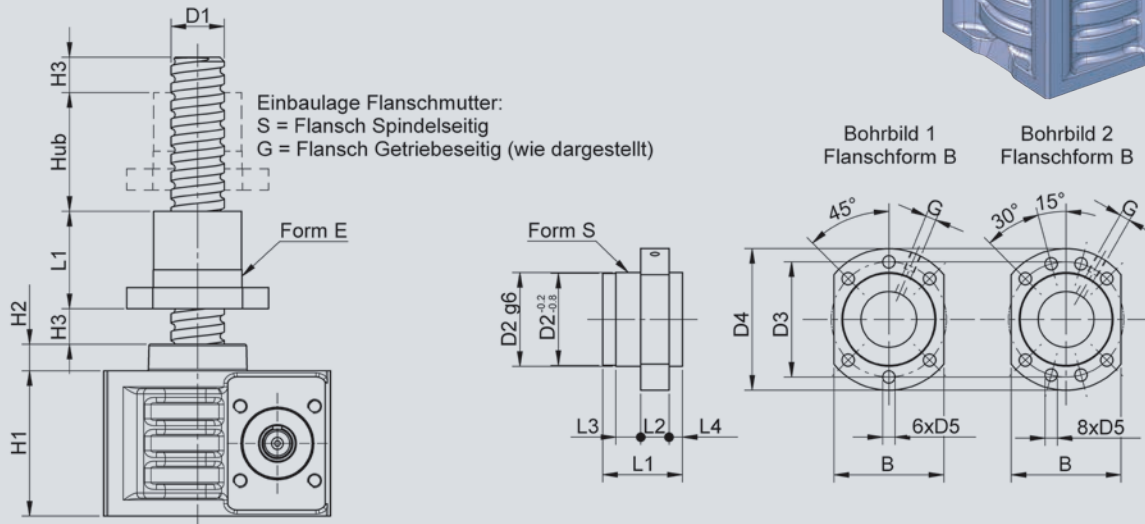 D1
H3
Hub
L1
H3
H2
H1
Einbaulage Flanschmutter:
S = Flansch Spindelseitig
G = Flansch Getriebeseitig (wie dargestellt)
Form E
Form S
D2 g6
D2 -0.2 -0.8
L3
L2
L4
L1
Bohrbild 1
Flanschform B
45°
G
D4
D3
6xD5
B
Bohrbild 2
Flanschform B
30°
15°
G
8xD5
B